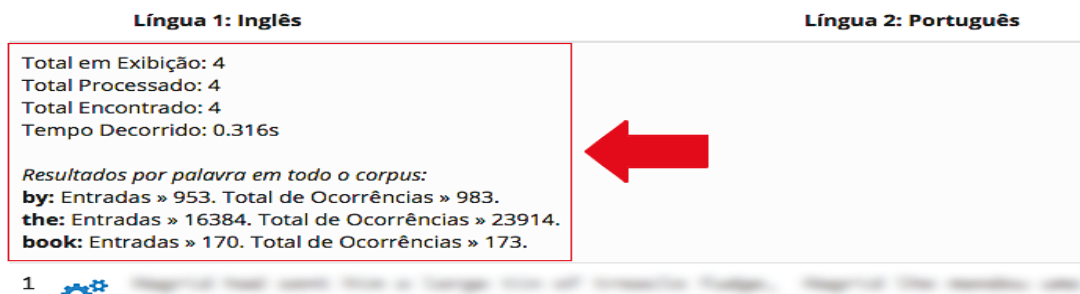 Língua 1: Inglês Língua 2: Português
Total em Exibição: 4
Total Processado: 4
Total Encontrado: 4
Tempo Decorrido: 0.316s
Resultados por palavra em todo o corpus:
by: Entradas » 953. Total de Ocorrências » 983.
the: Entradas » 16384. Total de Ocorrências » 23914.
book: Entradas » 170. Total de Ocorrências » 173.
1